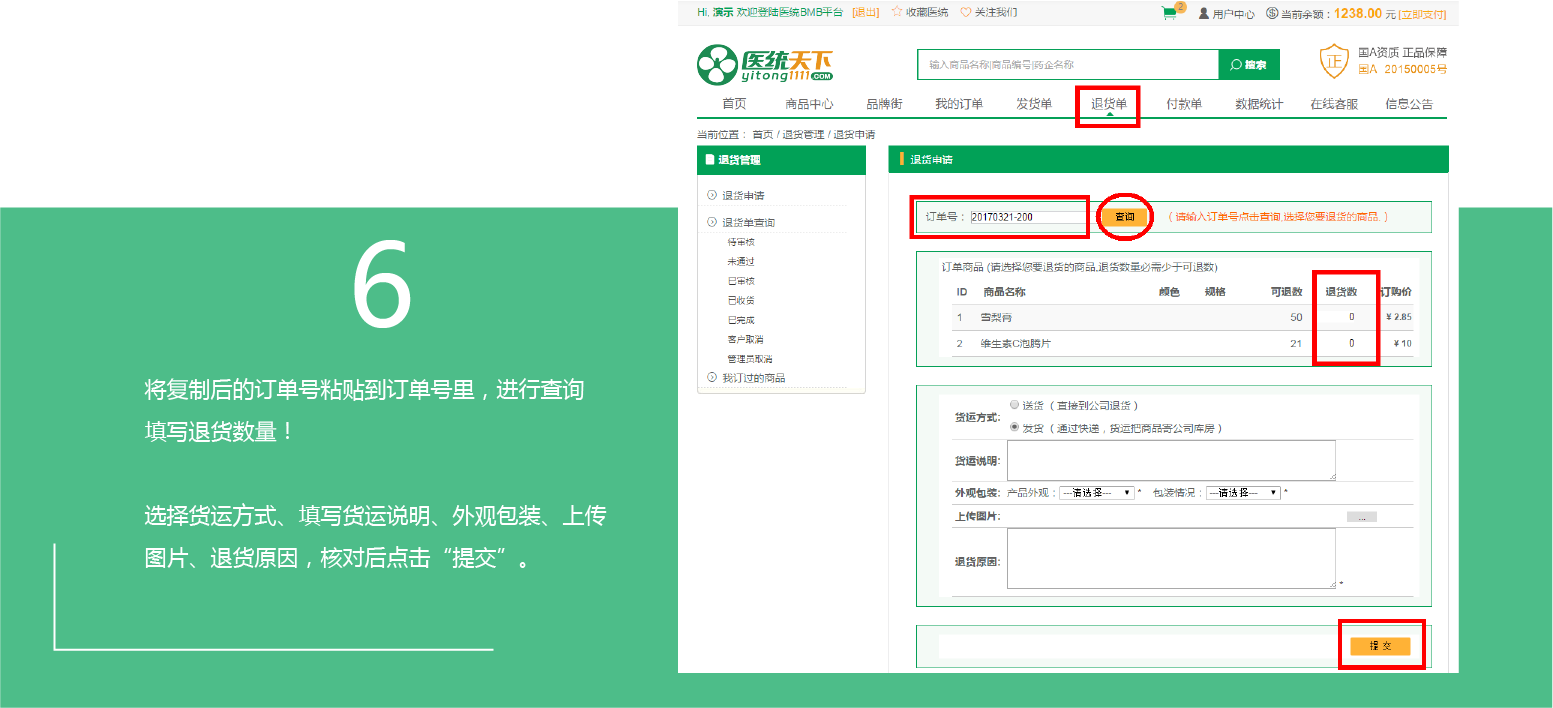 6
将复制后的订单号粘贴到订单号里，进行查询
填写退货数量！
选择货运方式、填写货运说明、外观包装、上传
图片、退货原因，核对后点击“提交”。
Hi, 演示 欢迎登陆医统BMB平台 [退出] 收藏医统 关注我们 2 用户中心 当前余额：1238.00 元 [立即支付]
医统天下
yitong1111.COM
输入商品名称|商品编号|药企名称 搜索
正 国A资质 正品保障
国A 20150005号
首页 商品中心 品牌街 我的订单 发货单 退货单 付款单 数据统计 在线客服 信息公告
当前位置： 首页 / 退货管理 / 退货申请
退货管理
退货申请
退货单查询
待审核
未通过
已审核
已收货
已完成
客户取消
管理员取消
我订过的商品
退货申请
订单号： 20170321-200 查询 （ 请输入订单号点击查询,选择您要退货的商品. ）
订单商品 (请选择您要退货的商品,退货数量必需少于可退数)
ID 商品名称 颜色 规格 可退数 退货数 订购价
1 雪梨膏 50 0 ¥ 2.85
2 维生素C泡腾片 21 0 ¥ 10
货运方式: 送货 （ 直接到公司退货 ）
发货 （ 通过快递，货运把商品寄公司库房 ）
货运说明:
外观包装: 产品外观： ---请选择--- * 包装情况： ---请选择--- *
上传图片: ...
退货原因: *
提 交